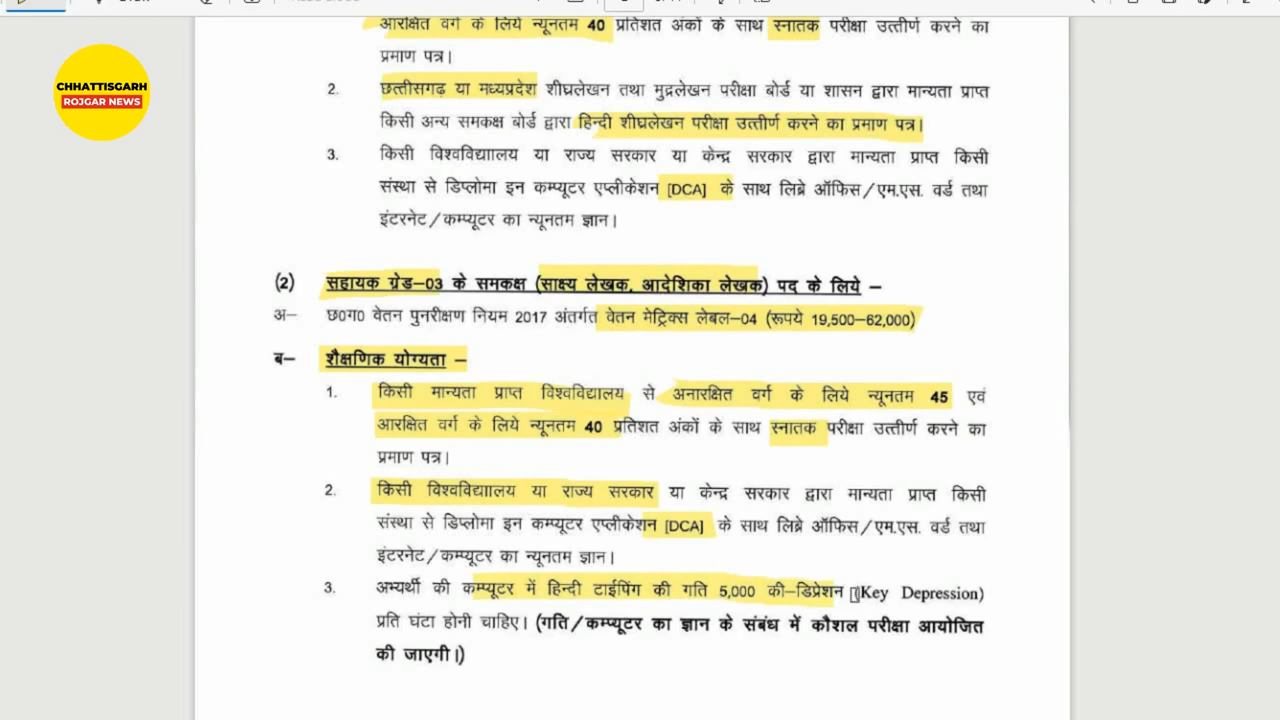 आरक्षित वर्ग के लिये न्यूनतम 40 प्रतिशत अंकों के साथ स्नातक परीक्षा उत्तीर्ण करने का
प्रमाण पत्र।
CHHATTISGARH
ROJGAR NEWS
2. छत्तीसगढ़ या मध्यप्रदेश शीघ्रलेखन तथा मुद्रलेखन परीक्षा बोर्ड या शासन द्वारा मान्यता प्राप्त
किसी अन्य समकक्ष बोर्ड द्वारा हिन्दी शीघ्रलेखन परीक्षा उत्तीर्ण करने का प्रमाण पत्र।
3. किसी विश्वविद्याालय या राज्य सरकार या केन्द्र सरकार द्वारा मान्यता प्राप्त किसी
संस्था से डिप्लोमा इन कम्प्यूटर एप्लीकेशन [DCA] के साथ लिब्रे ऑफिस/एम.एस. वर्ड तथा
इंटरनेट/कम्प्यूटर का न्यूनतम ज्ञान।
(2) सहायक ग्रेड–03 के समकक्ष (साक्ष्य लेखक, आदेशिका लेखक) पद के लिये –
अ– छ0ग0 वेतन पुनरीक्षण नियम 2017 अंतर्गत वेतन मेट्रिक्स लेबल–04 (रूपये 19,500–62,000)
ब– शैक्षणिक योग्यता –
1. किसी मान्यता प्राप्त विश्वविद्यालय से अनारक्षित वर्ग के लिये न्यूनतम 45 एवं
आरक्षित वर्ग के लिये न्यूनतम 40 प्रतिशत अंकों के साथ स्नातक परीक्षा उत्तीर्ण करने का
प्रमाण पत्र।
2. किसी विश्वविद्याालय या राज्य सरकार या केन्द्र सरकार द्वारा मान्यता प्राप्त किसी
संस्था से डिप्लोमा इन कम्प्यूटर एप्लीकेशन [DCA] के साथ लिब्रे ऑफिस/एम.एस. वर्ड तथा
इंटरनेट/कम्प्यूटर का न्यूनतम ज्ञान।
3. अभ्यर्थी की कम्प्यूटर में हिन्दी टाईपिंग की गति 5,000 की–डिप्रेशन (Key Depression)
प्रति घंटा होनी चाहिए। (गति/कम्प्यूटर का ज्ञान के संबंध में कौशल परीक्षा आयोजित
की जाएगी।)